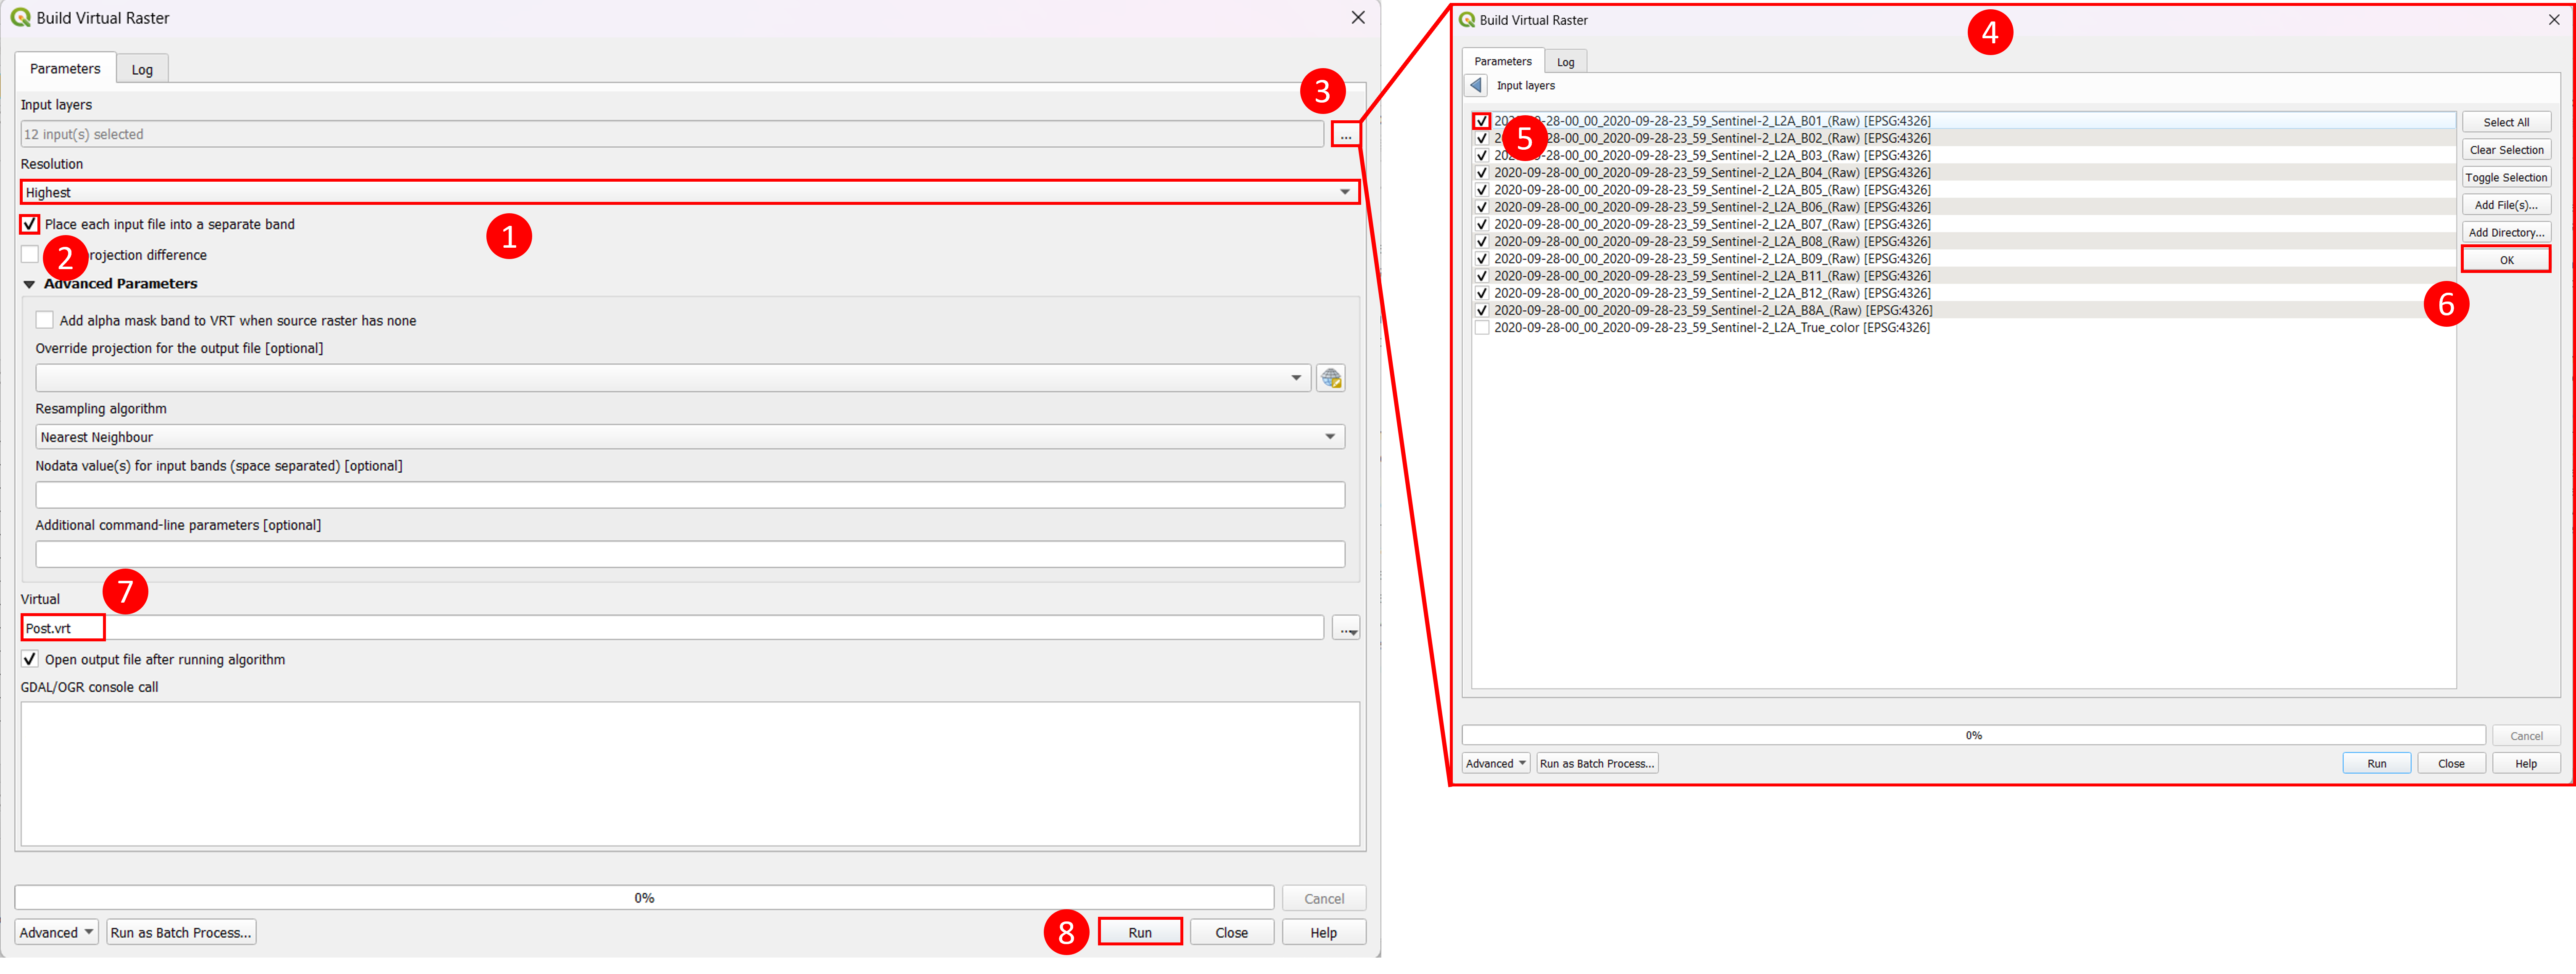 Build Virtual Raster
Parameters
Log
Input layers
3
12 input(s) selected
...
Resolution
Highest
Place each input file into a separate band
1
2
rojection difference
Advanced Parameters
Add alpha mask band to VRT when source raster has none
Override projection for the output file [optional]
Resampling algorithm
Nearest Neighbour
Nodata value(s) for input bands (space separated) [optional]
Additional command-line parameters [optional]
7
Virtual
Post.vrt
...
Open output file after running algorithm
GDAL/OGR console call
0%
Cancel
Advanced
Run as Batch Process...
8
Run
Close
Help
Build Virtual Raster
4
Parameters
Log
Input layers
5
-28-00_00_2020-09-28-23_59_Sentinel-2_L2A_B01_(Raw) [EPSG:4326]
28-00_00_2020-09-28-23_59_Sentinel-2_L2A_B02_(Raw) [EPSG:4326]
2020-09-28-00_00_2020-09-28-23_59_Sentinel-2_L2A_B03_(Raw) [EPSG:4326]
2020-09-28-00_00_2020-09-28-23_59_Sentinel-2_L2A_B04_(Raw) [EPSG:4326]
2020-09-28-00_00_2020-09-28-23_59_Sentinel-2_L2A_B05_(Raw) [EPSG:4326]
2020-09-28-00_00_2020-09-28-23_59_Sentinel-2_L2A_B06_(Raw) [EPSG:4326]
2020-09-28-00_00_2020-09-28-23_59_Sentinel-2_L2A_B07_(Raw) [EPSG:4326]
2020-09-28-00_00_2020-09-28-23_59_Sentinel-2_L2A_B08_(Raw) [EPSG:4326]
2020-09-28-00_00_2020-09-28-23_59_Sentinel-2_L2A_B09_(Raw) [EPSG:4326]
2020-09-28-00_00_2020-09-28-23_59_Sentinel-2_L2A_B11_(Raw) [EPSG:4326]
2020-09-28-00_00_2020-09-28-23_59_Sentinel-2_L2A_B12_(Raw) [EPSG:4326]
2020-09-28-00_00_2020-09-28-23_59_Sentinel-2_L2A_B8A_(Raw) [EPSG:4326]
2020-09-28-00_00_2020-09-28-23_59_Sentinel-2_L2A_True_color [EPSG:4326]
Select All
Clear Selection
Toggle Selection
Add File(s)...
Add Directory...
OK
6
0%
Cancel
Advanced
Run as Batch Process...
Run
Close
Help